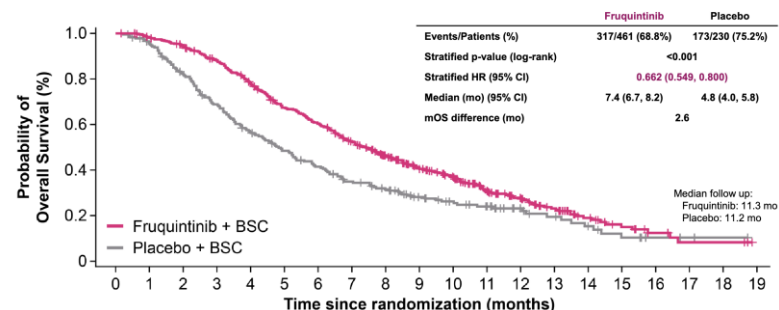 Fruquintinib Placebo
Events/Patients (%) 317/461 (68.8%) 173/230 (75.2%)
Stratified p-value (log-rank) <0.001
Stratified HR (95% CI) 0.662 (0.549, 0.800)
Median (mo) (95% CI) 7.4 (6.7, 8.2) 4.8 (4.0, 5.8)
mOS difference (mo) 2.6
Probability of
Overall Survival (%)
1.0
0.8
0.6
0.4
0.2
0.0
Median follow up:
Fruquintinib: 11.3 mo
Placebo: 11.2 mo
Fruquintinib + BSC
Placebo + BSC
0 1 2 3 4 5 6 7 8 9 10 11 12 13 14 15 16 17 18 19
Time since randomization (months)